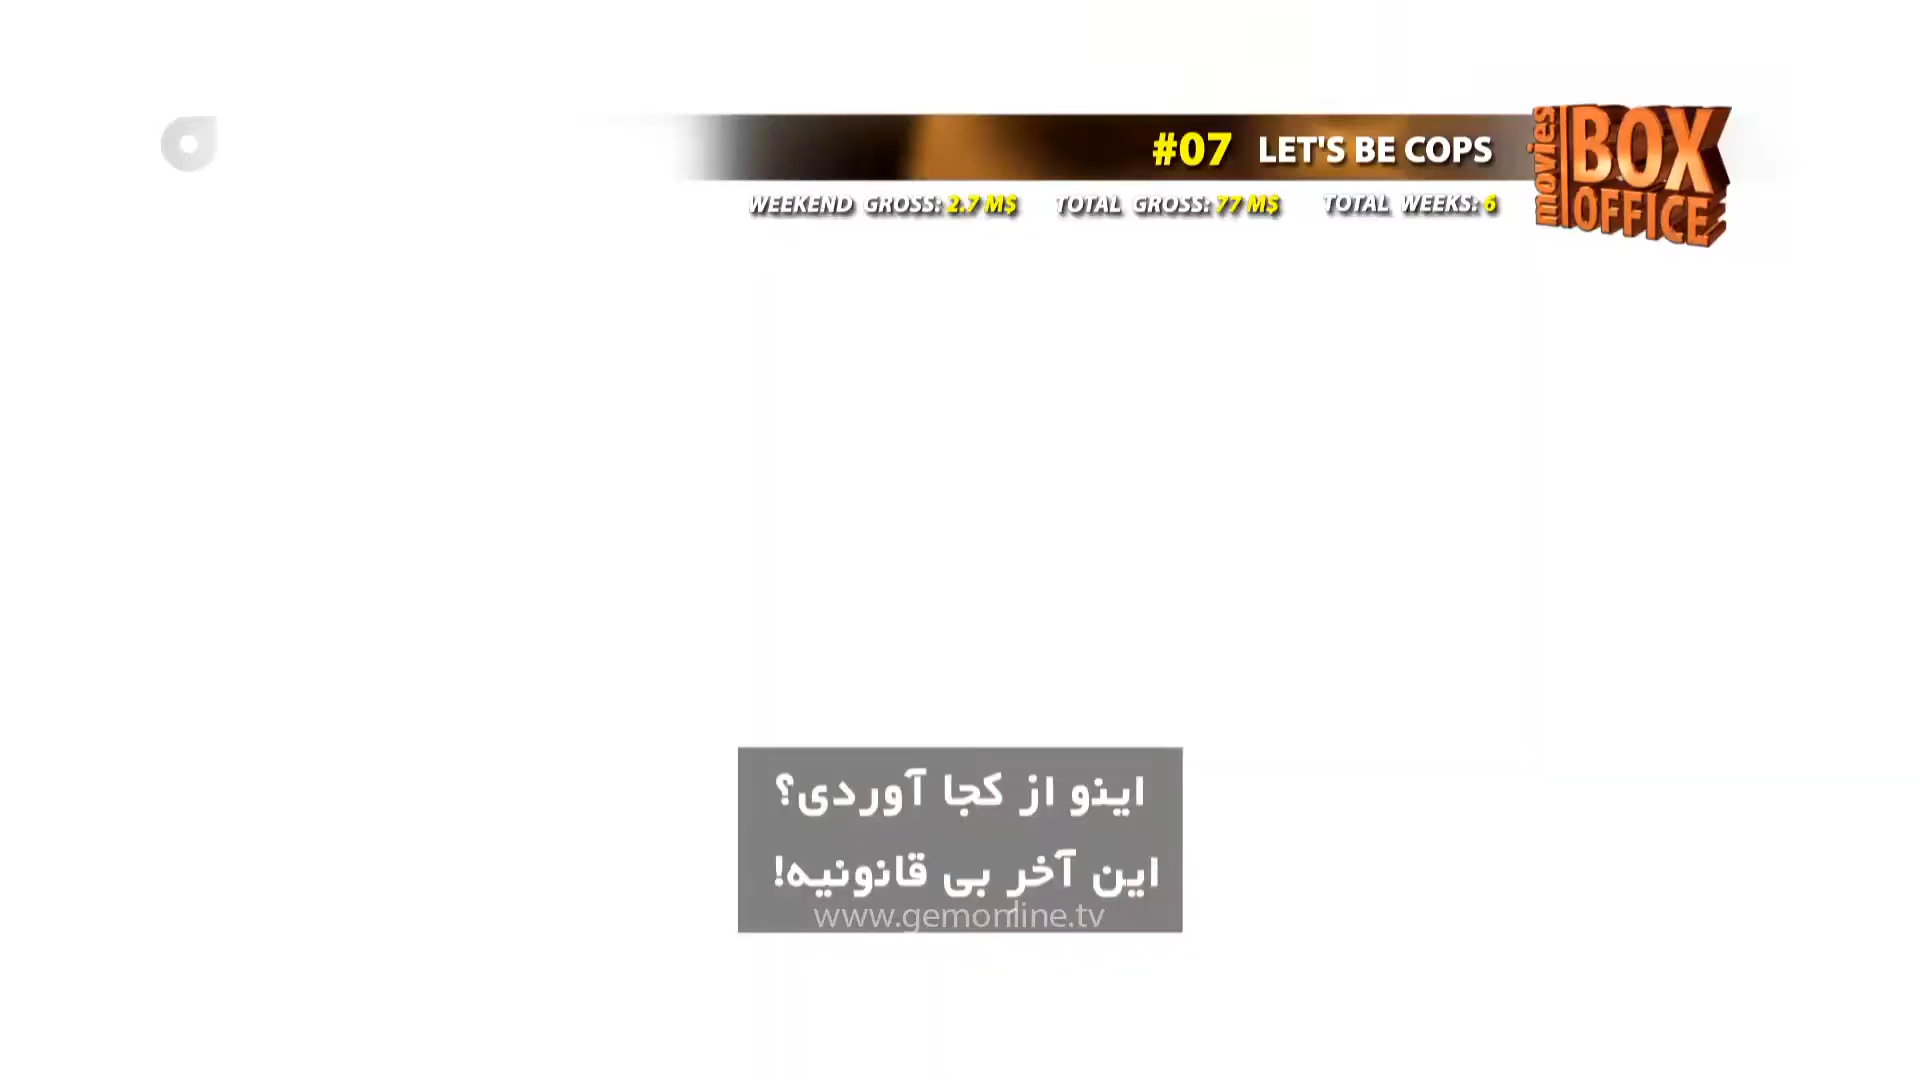 #07 LET'S BE COPS
movies BOX OFFICE
WEEKEND GROSS: 2.7 M$ TOTAL GROSS: 77 M$ TOTAL WEEKS: 6
اینو از کجا آوردی؟
این آخر بی قانونیه!
www.gemonline.tv